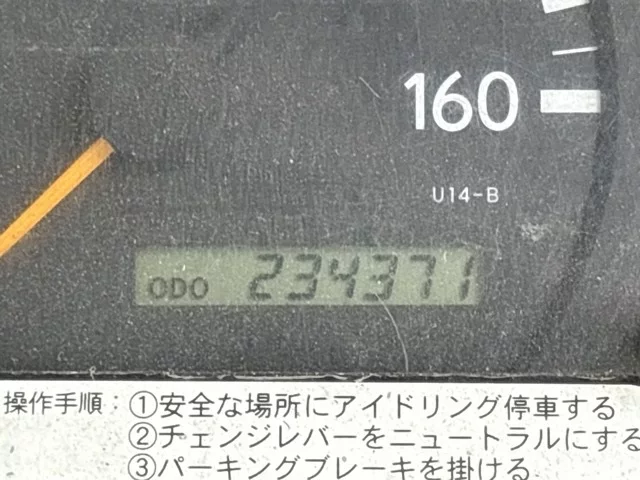 160
U14-B
ODO 234371
操作手順：①安全な場所にアイドリング停車する
②チェンジレバーをニュートラルにする
③パーキングブレーキを掛ける